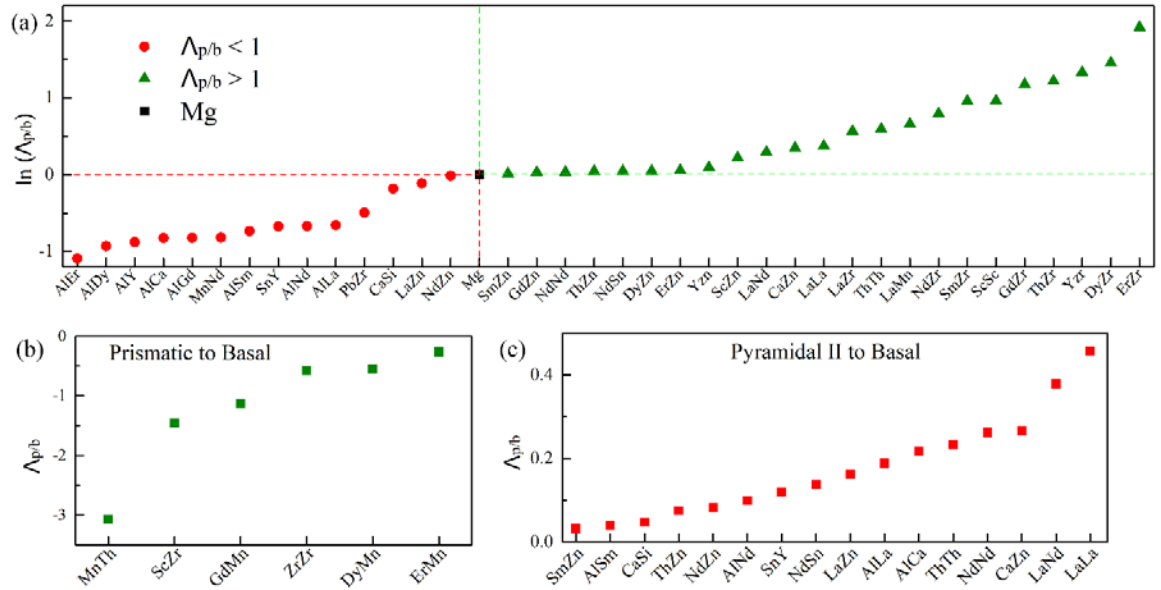 (a)
2
1
0
-1
ln (Λp/b)
Λp/b < 1
Λp/b > 1
Mg
AlEr
AlDy
AlY
AlCa
AlGd
MnNd
AlSm
SnY
AlNd
AlLa
PbZr
CaSi
LaZn
NdZn
Mg
SmZn
GdZn
NdNd
ThZn
NdSn
DyZn
ErZn
Yzn
ScZn
LaNd
CaZn
LaLa
LaZr
ThTh
LaMn
NdZr
SmZr
ScSc
GdZr
ThZr
Yzr
DyZr
ErZr
(b)
Prismatic to Basal
0
-1
-2
-3
Λp/b
MnTh
ScZr
GdMn
ZrZr
DyMn
ErMn
(c)
Pyramidal II to Basal
0.4
0.2
0.0
Λp/b
SmZn
AlSm
CaSi
ThZn
NdZn
AlNd
SnY
NdSn
LaZn
AlLa
AlCa
ThTh
NdNd
CaZn
LaNd
LaLa